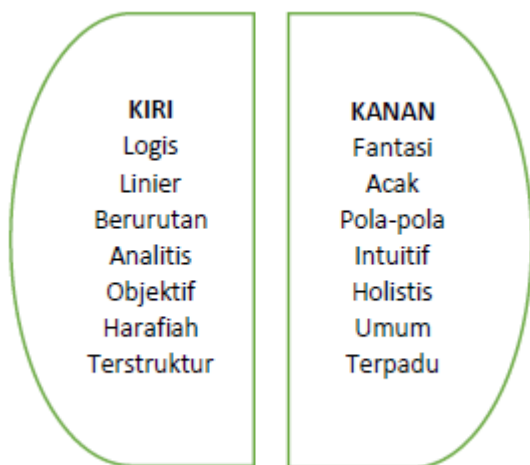 KIRI
Logis
Linier
Berurutan
Analitis
Objektif
Harafiah
Terstruktur
KANAN
Fantasi
Acak
Pola-pola
Intuitif
Holistis
Umum
Terpadu